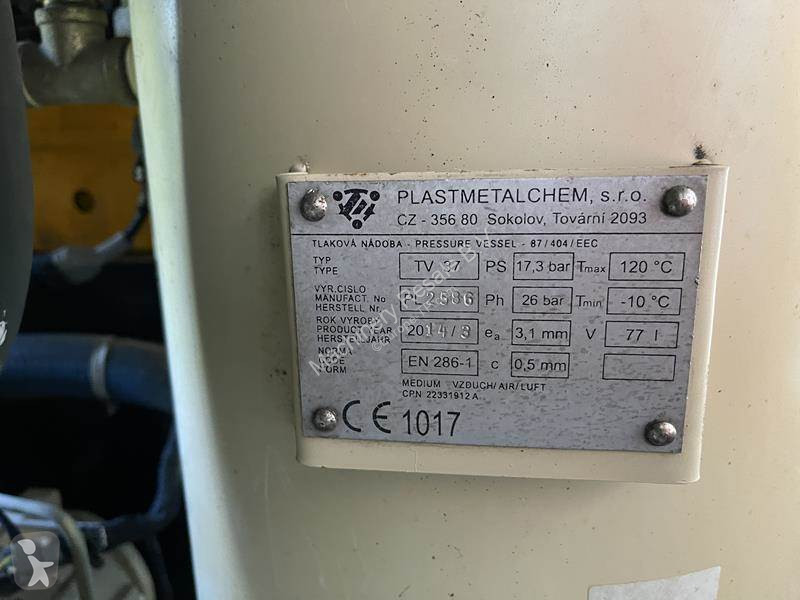 PLASTMETALCHEM, s.r.o.
CZ - 356 80 Sokolov, Tovární 2093
TLAKOVÁ NÁDOBA - PRESSURE VESSEL - 87/404/EEC
TYP
TYPE
TV 37 PS 17,3 bar Tmax 120 °C
VYR.CISLO
MANUFACT. No
HERSTELL Nr.
PL2586 Ph 26 bar Tmin -10 °C
ROK VYROBY
PRODUCT YEAR
HERSTELLJAHR
2014/3 ea 3,1 mm V 77 l
NORMA
CODE
NORM
EN 286-1 c 0,5 mm
MEDIUM VZDUCH/AIR/LUFT
CPN 22331912 A
CE 1017